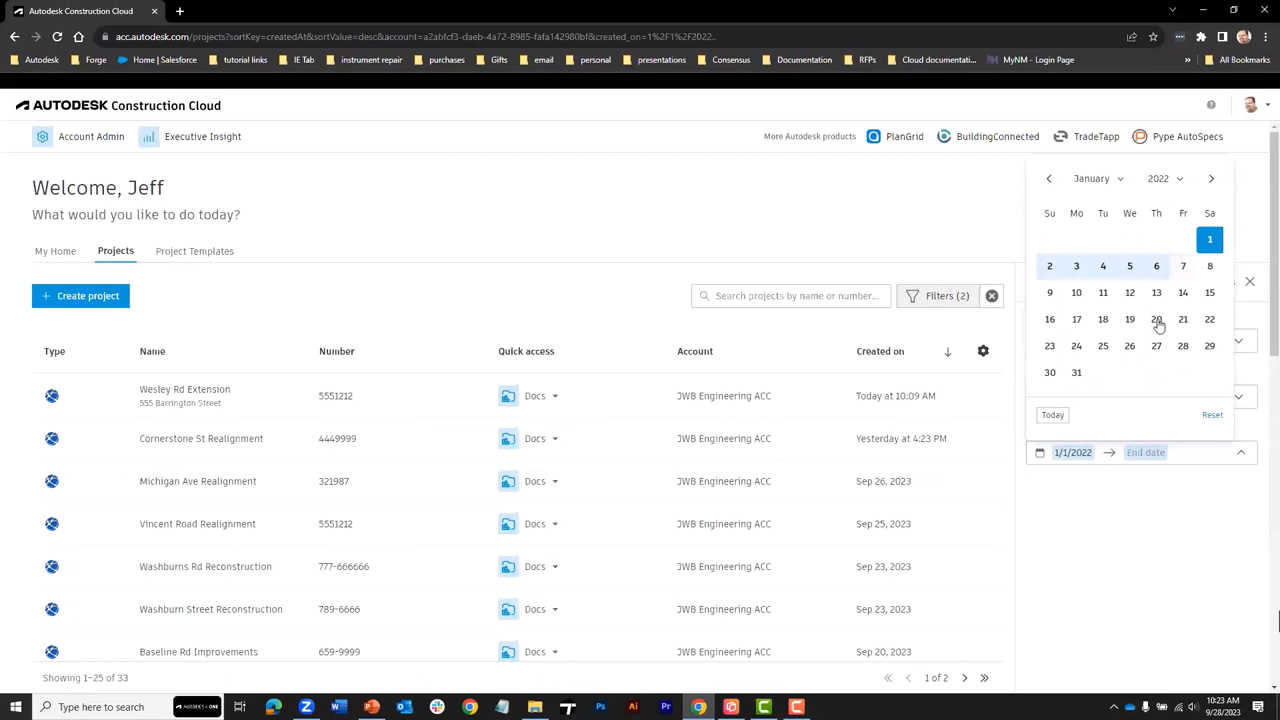 Autodesk Construction Cloud
acc.autodesk.com/projects?sortKey=createdAt&sortValue=desc&account=a2abfcf3-daeb-4a72-8985-fafa142980bf&created_on=1%2F1%2F2022..
Autodesk Forge Home | Salesforce tutorial links IE Tab instrument repair purchases Gifts email personal presentations Consensus Documentation RFPs Cloud documentati... MyNM - My Northw... » All Bookmarks
AUTODESK Construction Cloud
Account Admin Executive Insight More Autodesk products PlanGrid BuildingConnected TradeTapp Pype AutoSpecs
Welcome, Jeff
What would you like to do today?
My Home Projects Project Templates
+ Create project Search projects by name or number... Filters (2)
January 2022
Su Mo Tu We Th Fr Sa
1
2 3 4 5 6 7 8
9 10 11 12 13 14 15
16 17 18 19 20 21 22
23 24 25 26 27 28 29
30 31
Today Reset
1/1/2022 → End date
Type Name Number Quick access Account Created on
Wesley Rd Extension 5551212 Docs JWB Engineering ACC Today at 10:09 AM
555 Barrington Street
Cornerstone St Realignment 4449999 Docs JWB Engineering ACC Yesterday at 4:23 PM
Michigan Ave Realignment 321987 Docs JWB Engineering ACC Sep 26, 2023
Vincent Road Realignment 5551212 Docs JWB Engineering ACC Sep 25, 2023
Washburns Rd Reconstruction 777-666666 Docs JWB Engineering ACC Sep 23, 2023
Washburn Street Reconstruction 789-6666 Docs JWB Engineering ACC Sep 23, 2023
Baseline Rd Improvements 659-9999 Docs JWB Engineering ACC Sep 20, 2023
Showing 1–25 of 33 1 of 2
Type here to search AUTODESK ONE 10:23 AM
9/28/2023